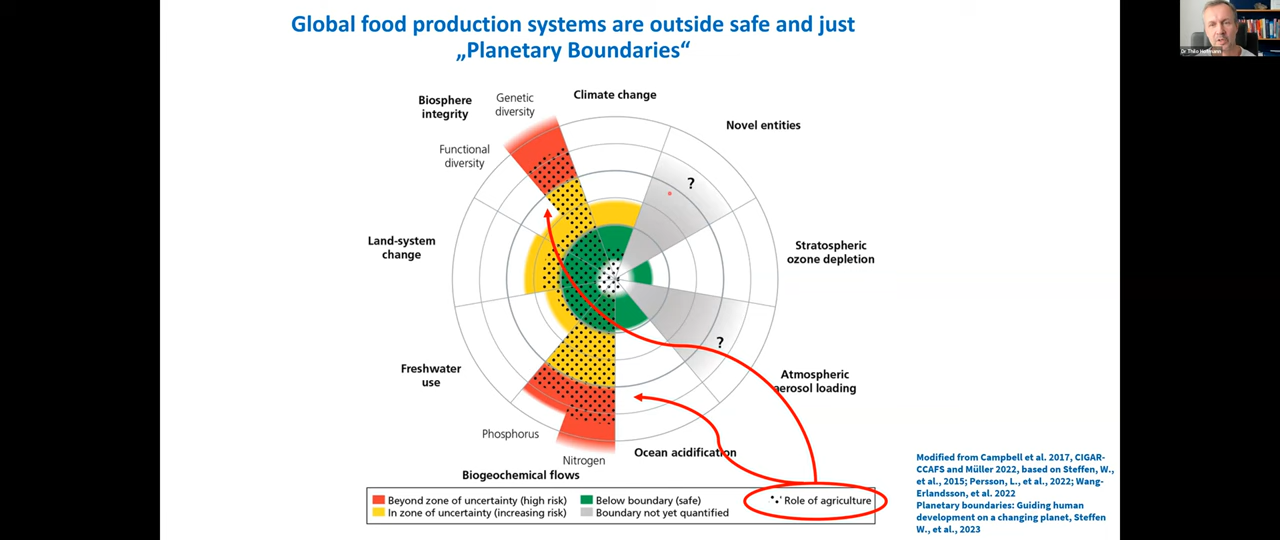 Global food production systems are outside safe and just
„Planetary Boundaries“
Dr Thilo Hofmann
Biosphere
integrity
Genetic
diversity
Climate change
Novel entities
Functional
diversity
?
Land-system
change
Stratospheric
ozone depletion
?
Freshwater
use
Atmospheric
aerosol loading
Phosphorus
Nitrogen
Ocean acidification
Biogeochemical flows
Beyond zone of uncertainty (high risk)
In zone of uncertainty (increasing risk)
Below boundary (safe)
Boundary not yet quantified
Role of agriculture
Modified from Campbell et al. 2017, CIGAR-
CCAFS and Müller 2022, based on Steffen, W.,
et al., 2015; Persson, L., et al., 2022; Wang-
Erlandsson, et al. 2022
Planetary boundaries: Guiding human
development on a changing planet, Steffen
W., et al., 2023